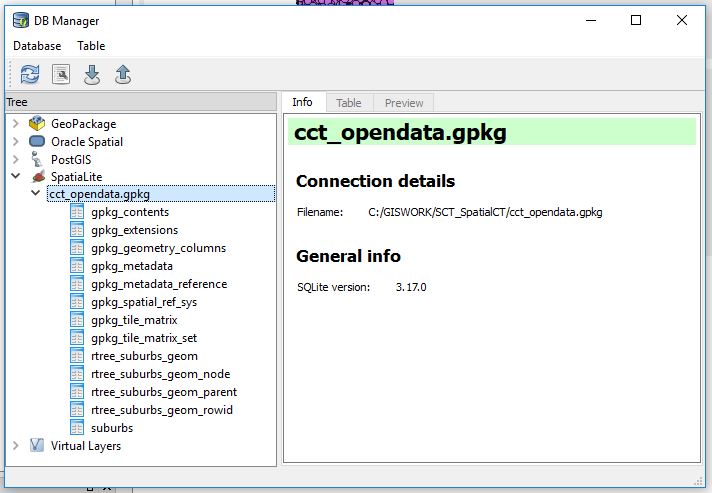 DB Manager
Database Table
Tree
GeoPackage
Oracle Spatial
PostGIS
SpatiaLite
cct_opendata.gpkg
gpkg_contents
gpkg_extensions
gpkg_geometry_columns
gpkg_metadata
gpkg_metadata_reference
gpkg_spatial_ref_sys
gpkg_tile_matrix
gpkg_tile_matrix_set
rtree_suburbs_geom
rtree_suburbs_geom_node
rtree_suburbs_geom_parent
rtree_suburbs_geom_rowid
suburbs
Virtual Layers
Info Table Preview
cct_opendata.gpkg
Connection details
Filename: C:/GISWORK/SCT_SpatialCT/cct_opendata.gpkg
General info
SQLite version: 3.17.0